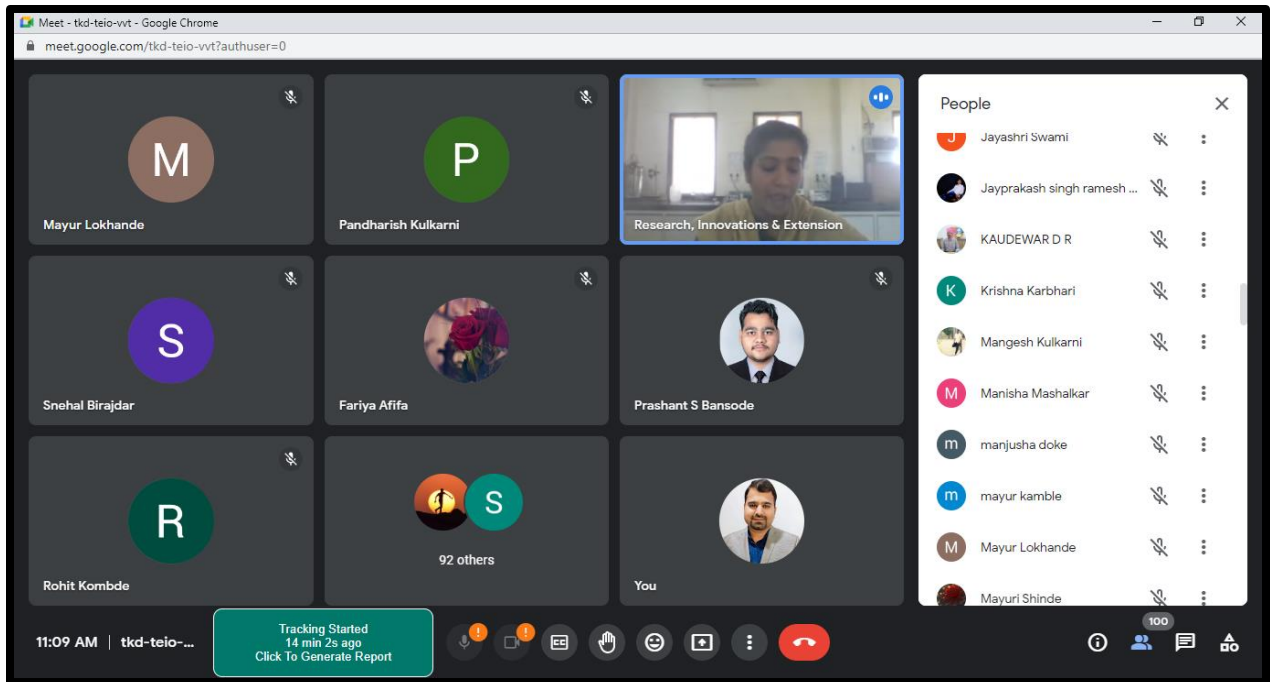 Meet - tkd-teio-vvt - Google Chrome
meet.google.com/tkd-teio-vvt?authuser=0
M
Mayur Lokhande
P
Pandharish Kulkarni
Research, Innovations & Extension
S
Snehal Birajdar
Fariya Afifa
Prashant S Bansode
R
Rohit Kombde
S
92 others
You
People
J Jayashri Swami
Jayprakash singh ramesh ...
KAUDEWAR D R
K Krishna Karbhari
Mangesh Kulkarni
M Manisha Mashalkar
m manjusha doke
m mayur kamble
M Mayur Lokhande
Mayuri Shinde
11:09 AM | tkd-teio-...
Tracking Started
14 min 2s ago
Click To Generate Report
! ! CC
100